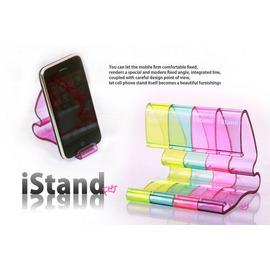 You can let the mobile firm comfortable fixed,
renders a special and modern fixed angle, integrated line,
coupled with careful design point of view,
let cell phone stand itself becomes a beautiful furnishings
iStand